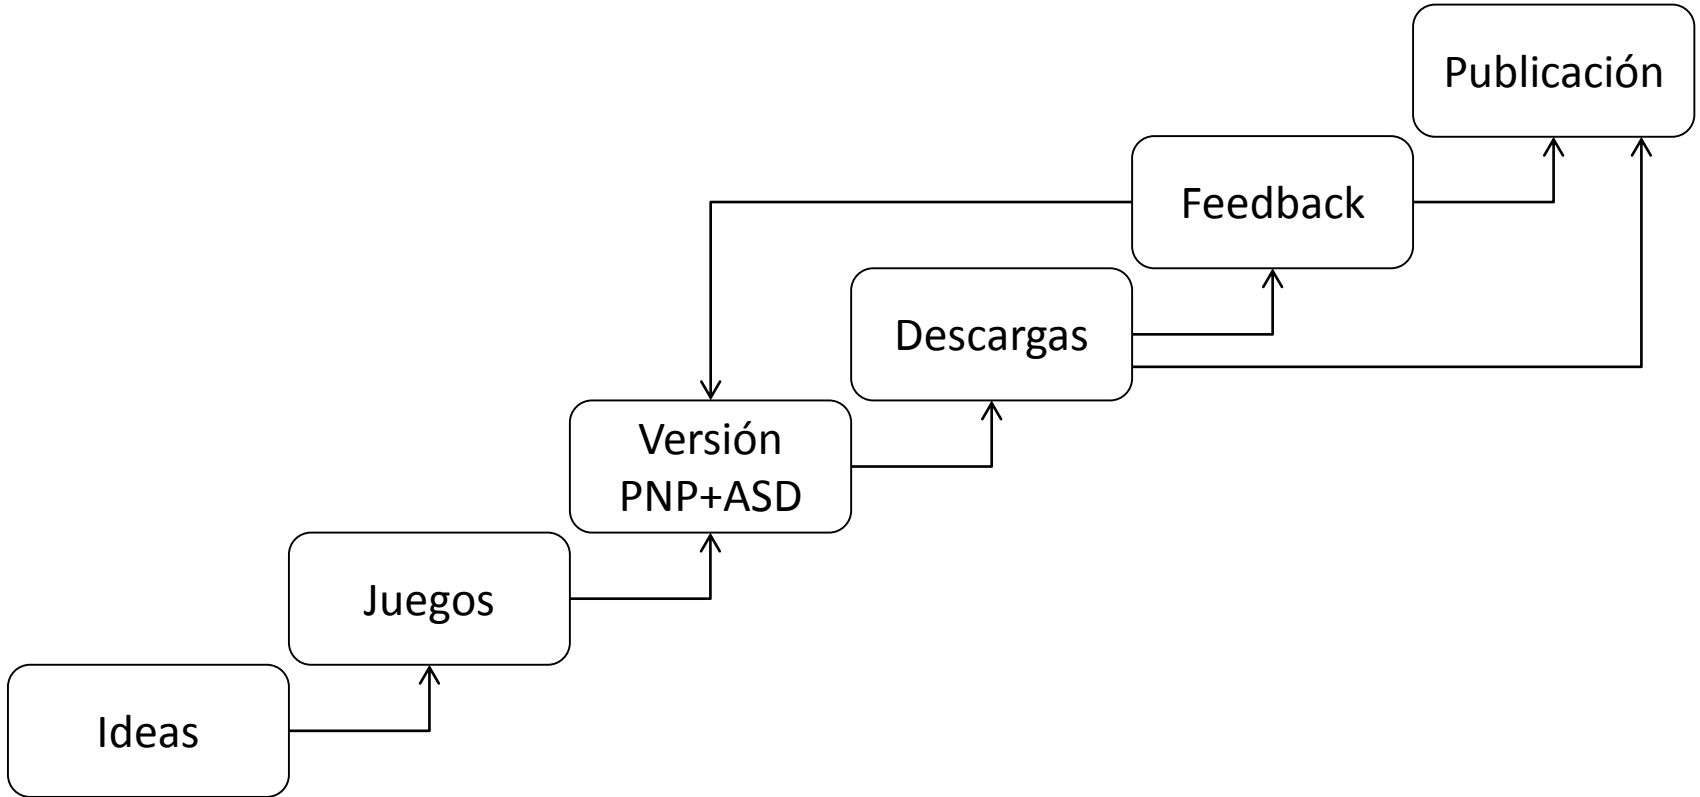 Publicación
Feedback
Descargas
Versión
PNP+ASD
Juegos
Ideas